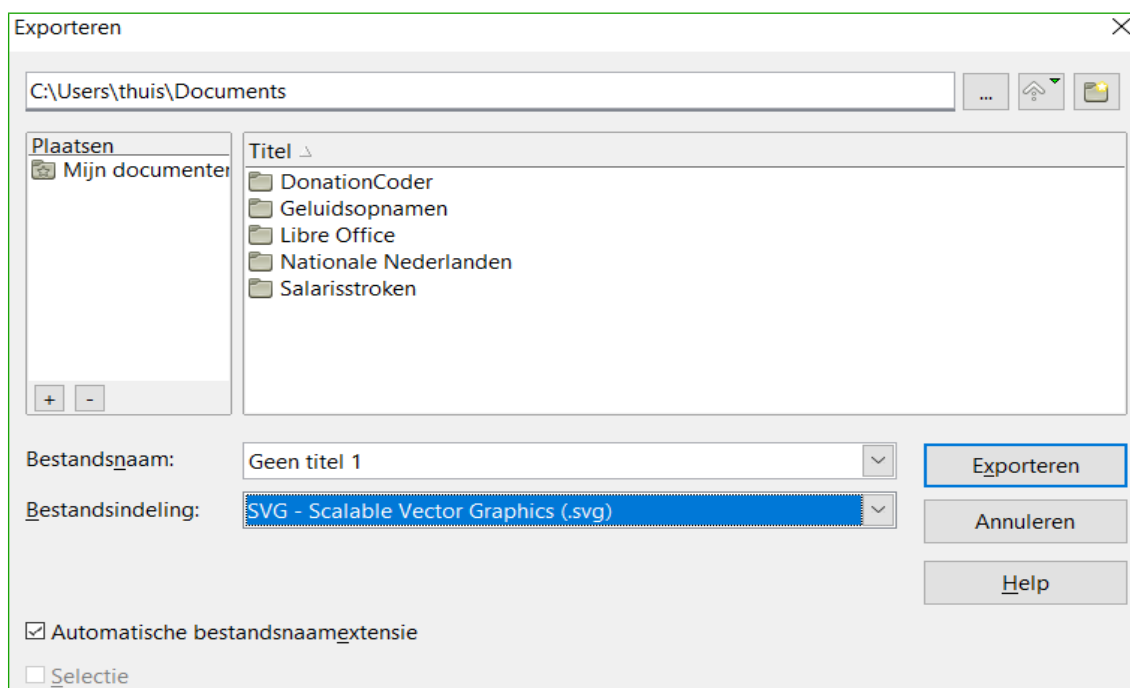 Exporteren
C:\Users\thuis\Documents
...
Plaatsen
Mijn documenten
Titel
DonationCoder
Geluidsopnamen
Libre Office
Nationale Nederlanden
Salarisstroken
+ -
Bestandsnaam: Geen titel 1
Exporteren
Bestandsindeling: SVG - Scalable Vector Graphics (.svg)
Annuleren
Help
Automatische bestandsnaamextensie
Selectie